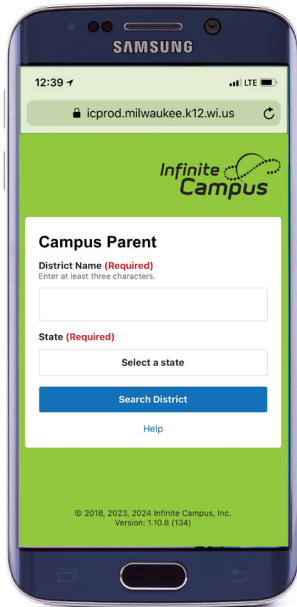 SAMSUNG
12:39 LTE
icprod.milwaukee.k12.wi.us
Infinite
Campus
Campus Parent
District Name (Required)
Enter at least three characters.
State (Required)
Select a state
Search District
Help
© 2018, 2023, 2024 Infinite Campus, Inc.
Version: 1.10.8 (134)